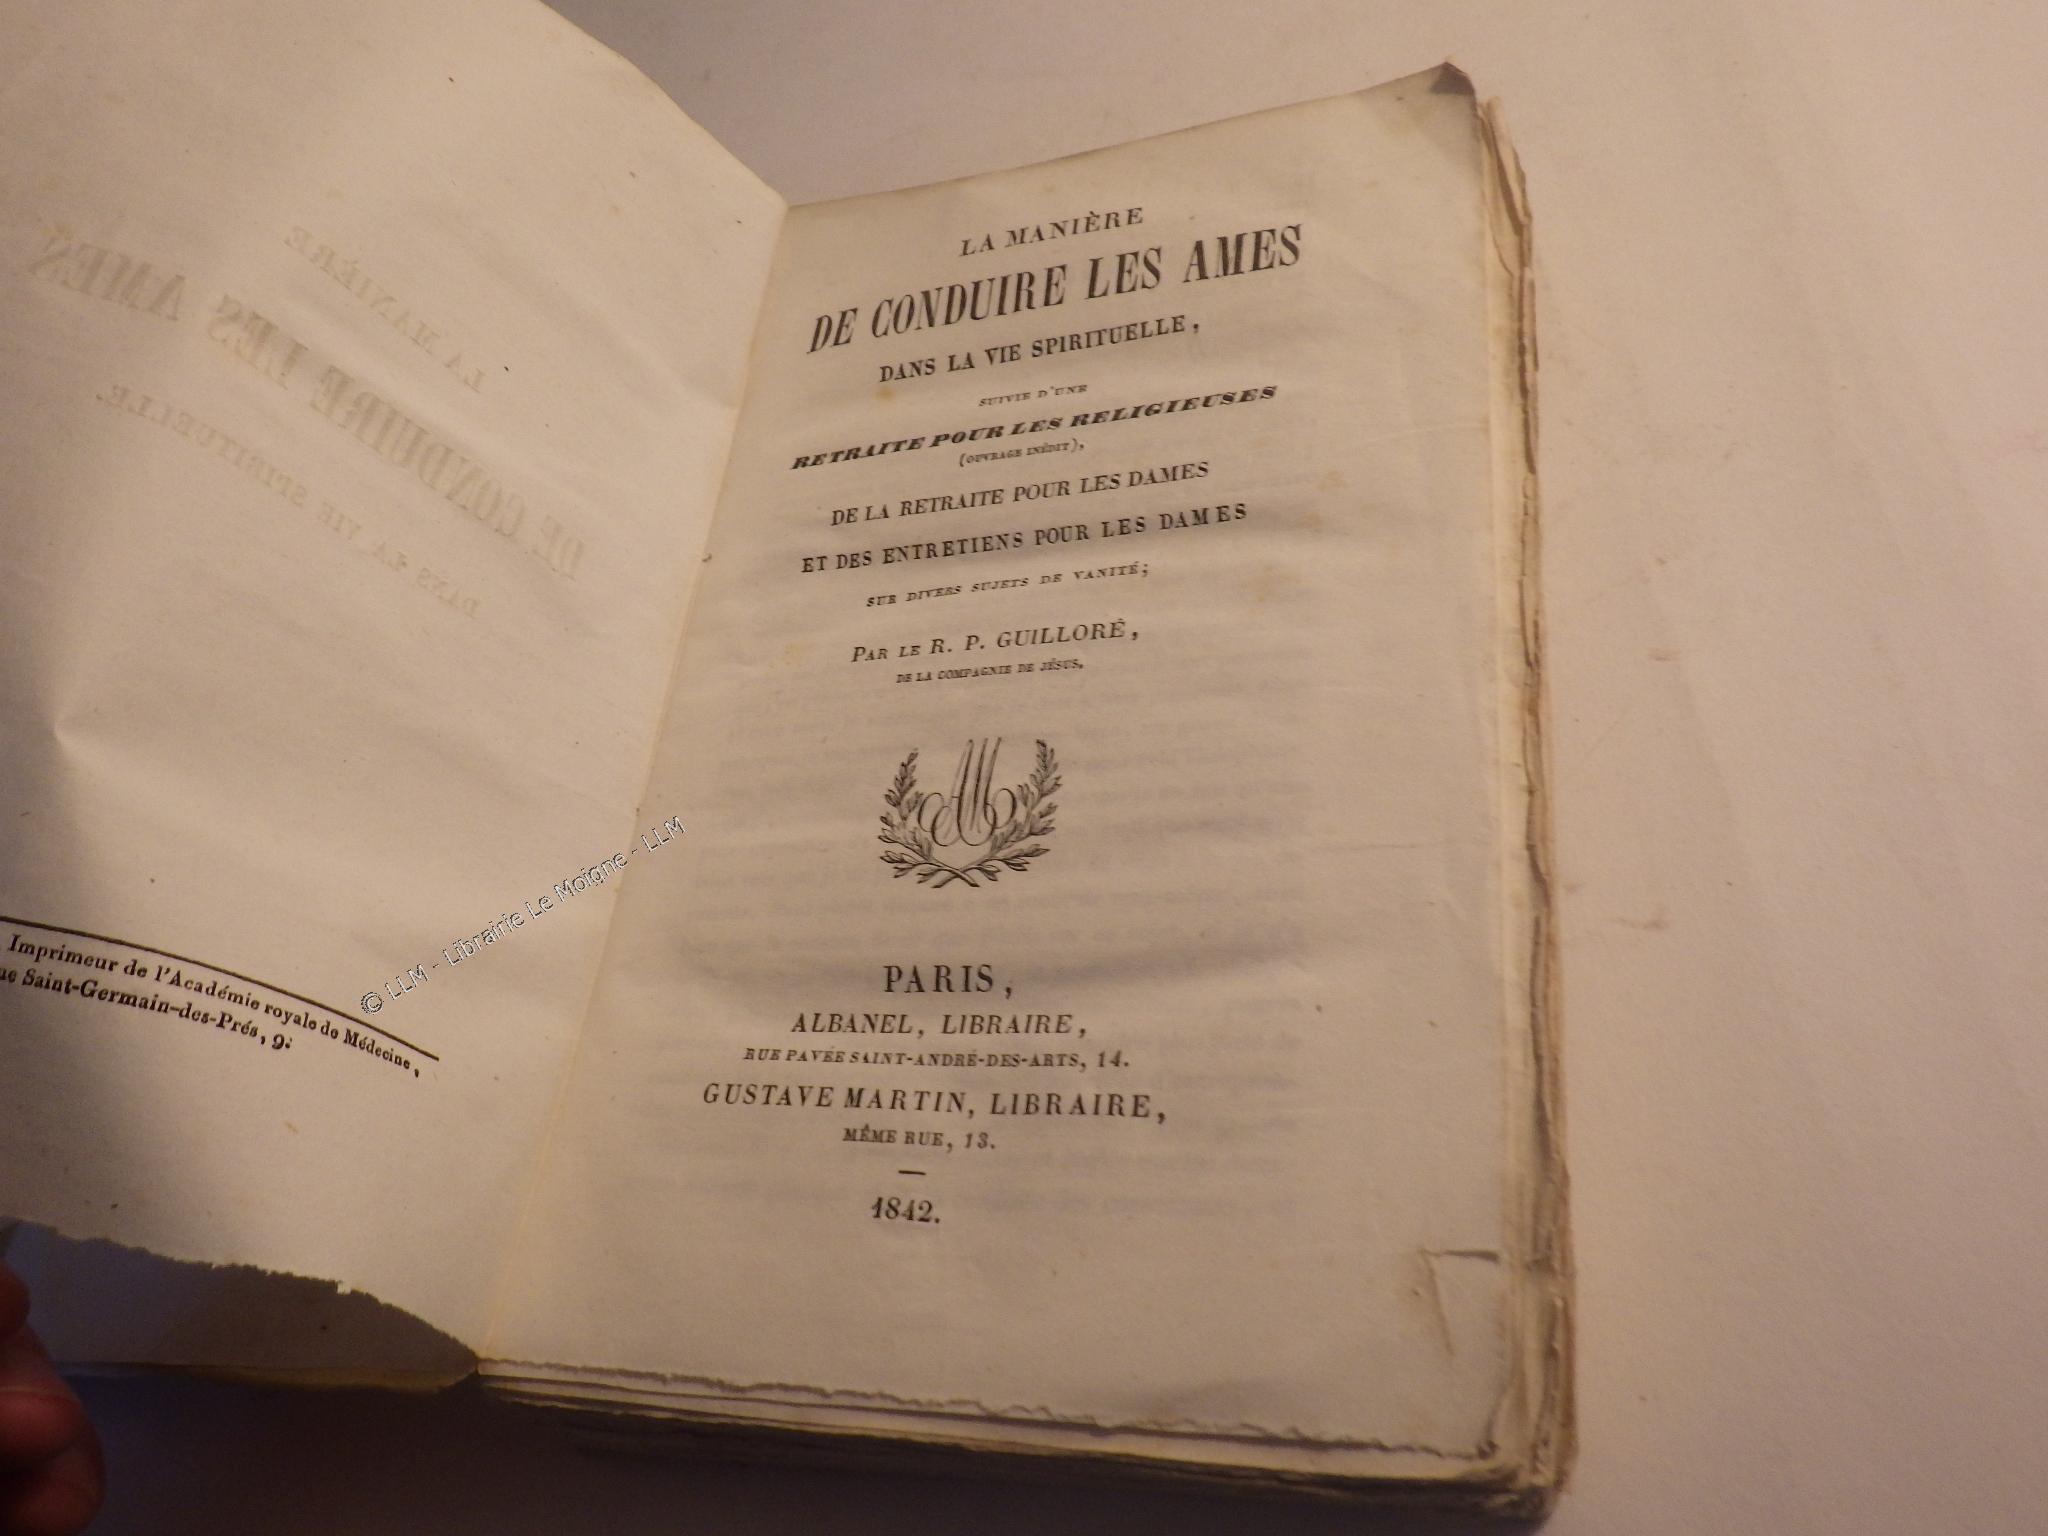 Imprimeur de l'Académie royale de Médecine,
Saint-Germain-des-Prés, 9.
LA MANIÈRE
DE CONDUIRE LES AMES
DANS LA VIE SPIRITUELLE,
SUIVIE D'UNE
RETRAITE POUR LES RELIGIEUSES
(OUVRAGE INÉDIT),
DE LA RETRAITE POUR LES DAMES
ET DES ENTRETIENS POUR LES DAMES
SUR DIVERS SUJETS DE VANITÉ;
PAR LE R. P. GUILLORÉ,
DE LA COMPAGNIE DE JÉSUS.
AM
PARIS,
ALBANEL, LIBRAIRE,
RUE PAVÉE SAINT-ANDRÉ-DES-ARTS, 14.
GUSTAVE MARTIN, LIBRAIRE,
MÊME RUE, 13.
—
1842.
© LLM - Librairie Le Moigne - LLM